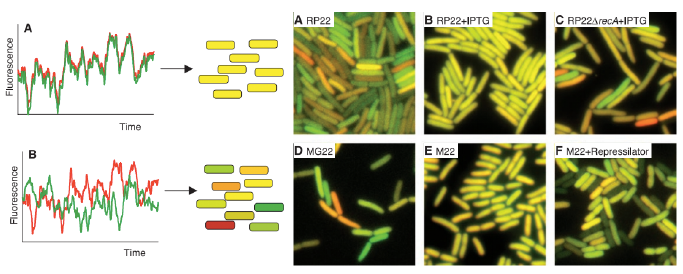 A
Fluorescence
Time
B
Fluorescence
Time
A RP22
B RP22+IPTG
C RP22ΔrecA+IPTG
D MG22
E M22
F M22+Repressilator